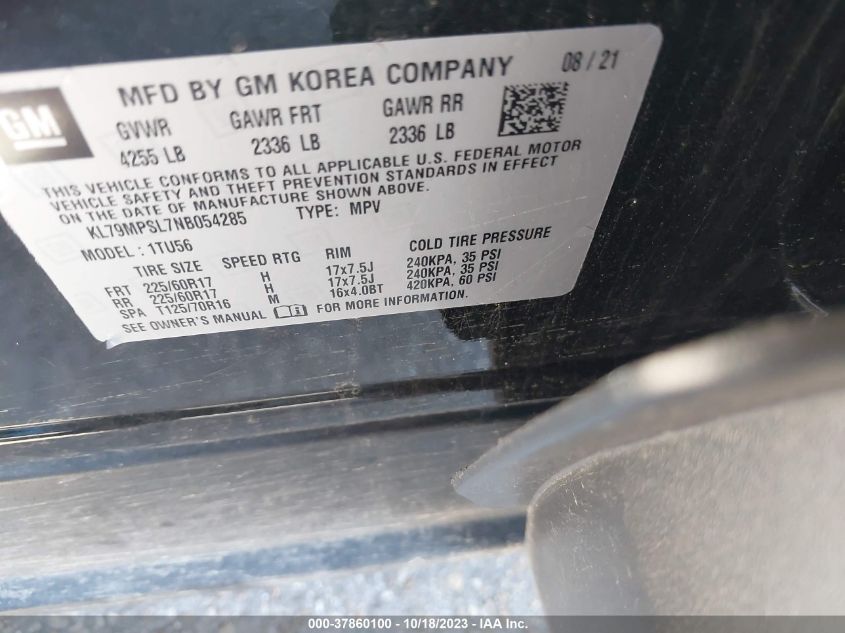 MFD BY GM KOREA COMPANY 08 / 21
GM
GVWR GAWR FRT GAWR RR
4255 LB 2336 LB 2336 LB
THIS VEHICLE CONFORMS TO ALL APPLICABLE U.S. FEDERAL MOTOR
VEHICLE SAFETY AND THEFT PREVENTION STANDARDS IN EFFECT
ON THE DATE OF MANUFACTURE SHOWN ABOVE.
KL79MPSL7NB054285 TYPE: MPV
MODEL: 1TU56
TIRE SIZE SPEED RTG RIM COLD TIRE PRESSURE
FRT 225/60R17 H 17x7.5J 240KPA, 35 PSI
RR 225/60R17 H 17x7.5J 240KPA, 35 PSI
SPA T125/70R16 M 16x4.0BT 420KPA, 60 PSI
SEE OWNER'S MANUAL FOR MORE INFORMATION.
000-37860100 - 10/18/2023 - IAA Inc.